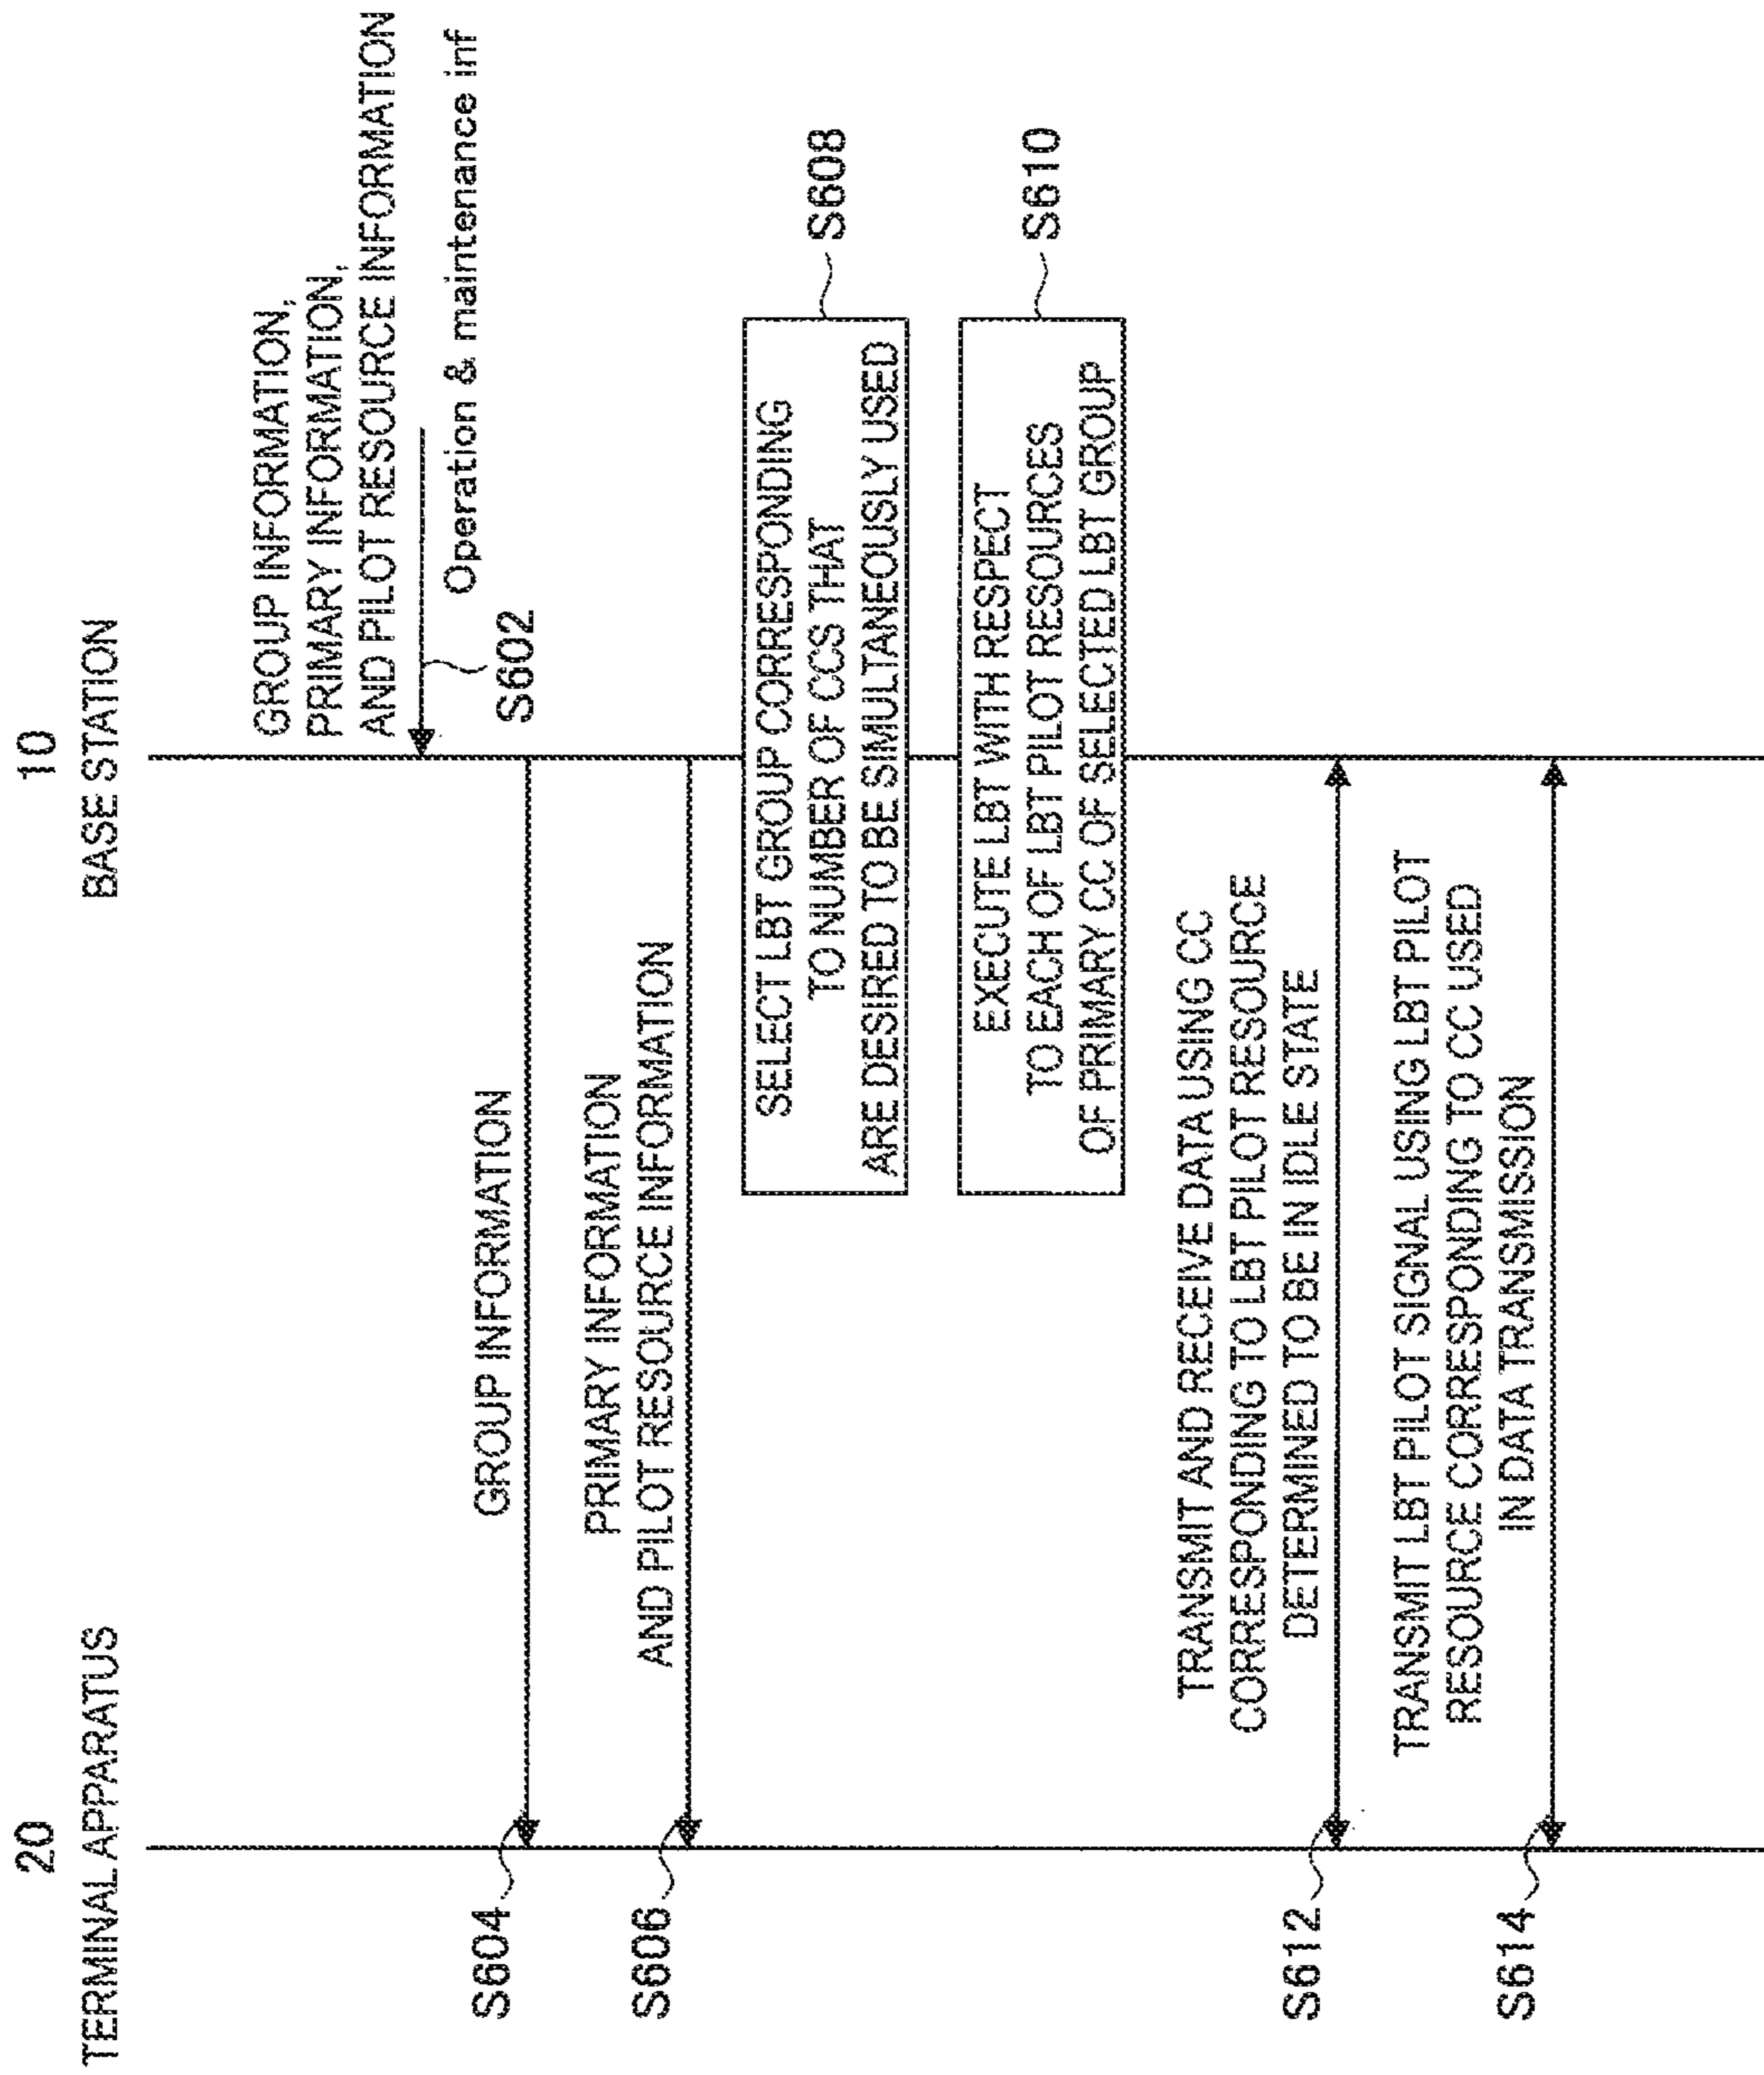 20
TERMINAL APPARATUS
10
BASE STATION
GROUP INFORMATION,
PRIMARY INFORMATION,
AND PILOT RESOURCE INFORMATION
Operation & maintenance inf
S602
GROUP INFORMATION
S604
PRIMARY INFORMATION
AND PILOT RESOURCE INFORMATION
S606
SELECT LBT GROUP CORRESPONDING
TO NUMBER OF CCS THAT
ARE DESIRED TO BE SIMULTANEOUSLY USED
S608
EXECUTE LBT WITH RESPECT
TO EACH OF LBT PILOT RESOURCES
OF PRIMARY CC OF SELECTED LBT GROUP
S610
TRANSMIT AND RECEIVE DATA USING CC
CORRESPONDING TO LBT PILOT RESOURCE
DETERMINED TO BE IN IDLE STATE
S612
TRANSMIT LBT PILOT SIGNAL USING LBT PILOT
RESOURCE CORRESPONDING TO CC USED
IN DATA TRANSMISSION
S614